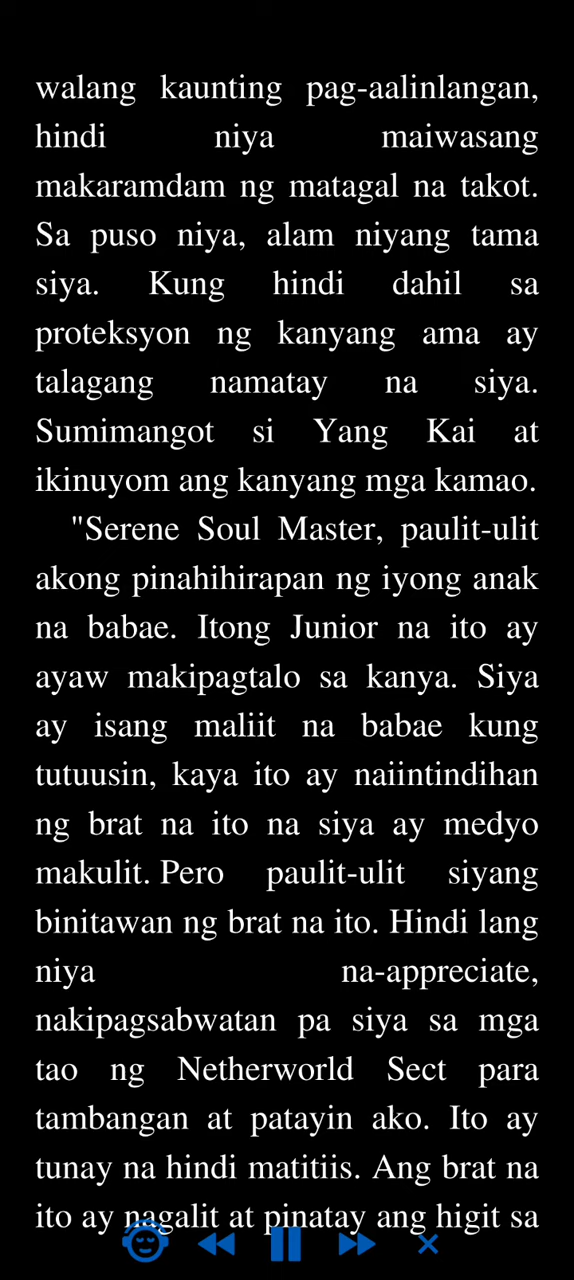 walang kaunting pag-aalinlangan,
hindi niya maiwasang
makaramdam ng matagal na takot.
Sa puso niya, alam niyang tama
siya. Kung hindi dahil sa
proteksyon ng kanyang ama ay
talagang namatay na siya.
Sumimangot si Yang Kai at
ikinuyom ang kanyang mga kamao.
"Serene Soul Master, paulit-ulit
akong pinahihirapan ng iyong anak
na babae. Itong Junior na ito ay
ayaw makipagtalo sa kanya. Siya
ay isang maliit na babae kung
tutuusin, kaya ito ay naiintindihan
ng brat na ito na siya ay medyo
makulit. Pero paulit-ulit siyang
binitawan ng brat na ito. Hindi lang
niya na-appreciate,
nakipagsabwatan pa siya sa mga
tao ng Netherworld Sect para
tambangan at patayin ako. Ito ay
tunay na hindi matitiis. Ang brat na
ito ay nagalit at pinatay ang higit sa